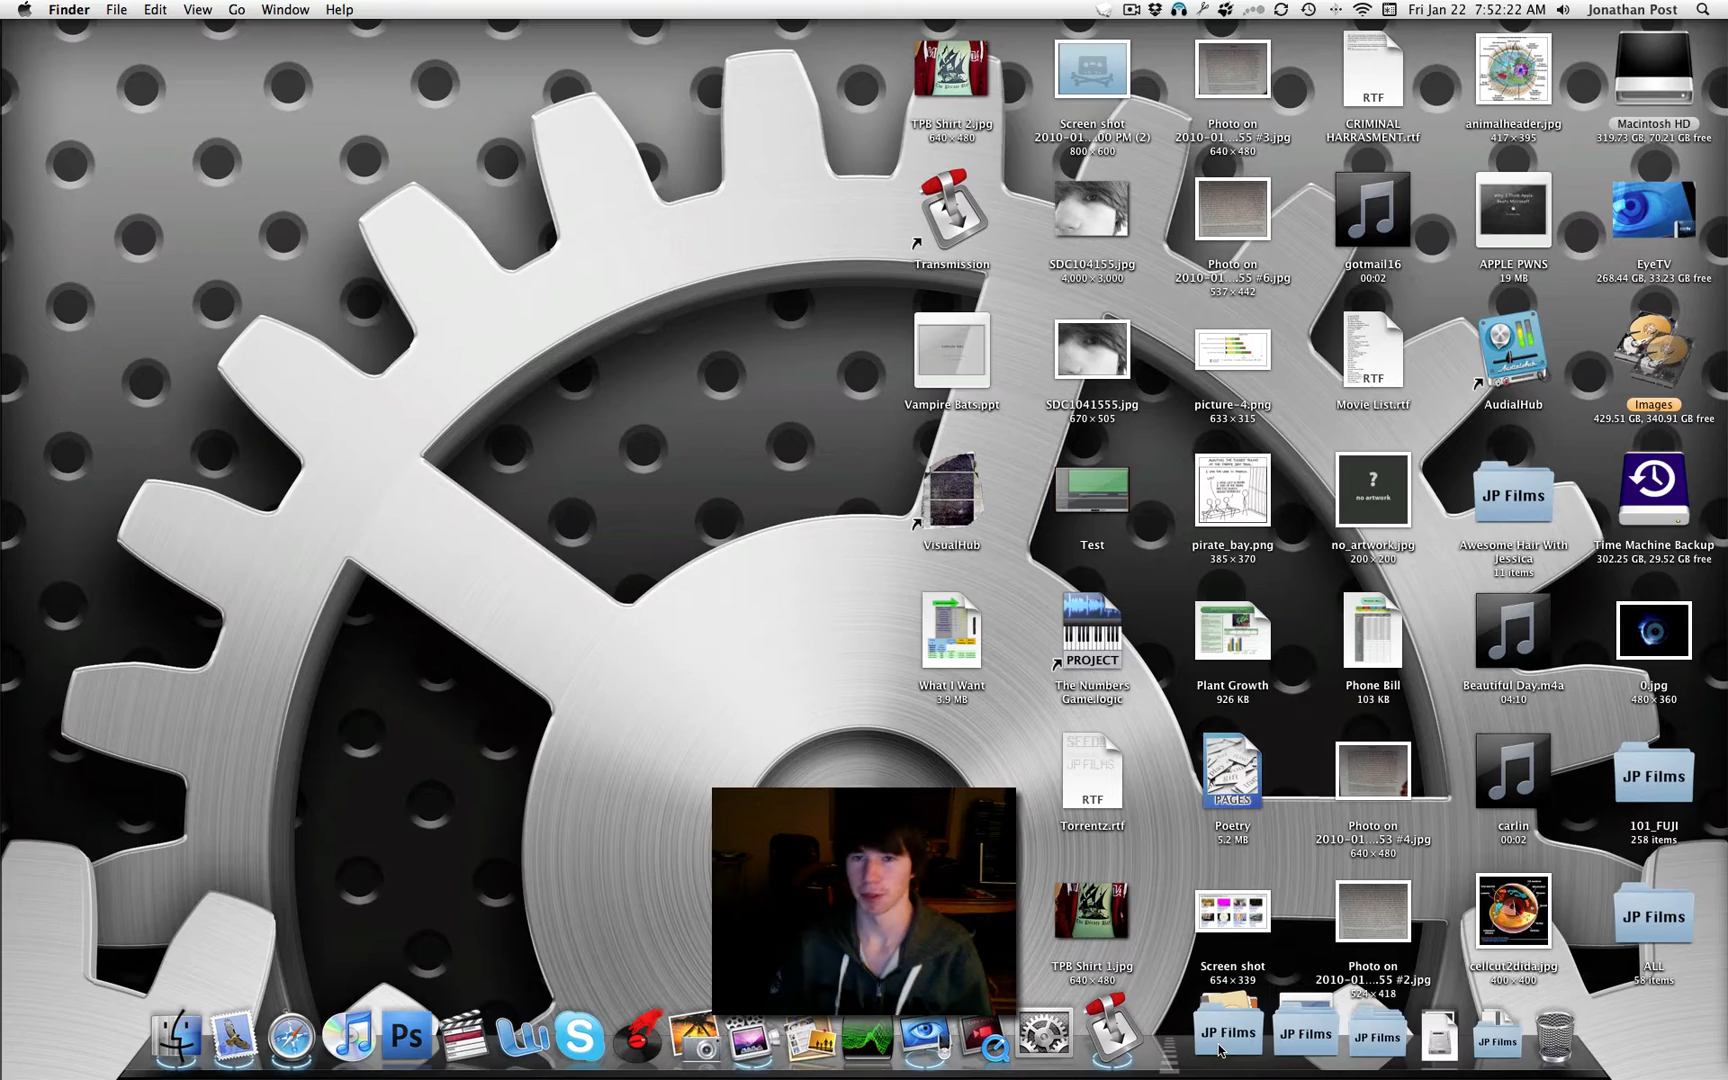 Finder File Edit View Go Window Help
Fri Jan 22 7:52:22 AM Jonathan Post
TPB Shirt 2.jpg
640 × 480
Screen shot
2010-01....00 PM (2)
800 × 600
Photo on
2010-01....55 #3.jpg
640 × 480
RTF
CRIMINAL
HARRASMENT.rtf
animalheader.jpg
417 × 395
Macintosh HD
319.73 GB, 70.21 GB free
Transmission
SDC104155.jpg
4,000 × 3,000
Photo on
2010-01....55 #6.jpg
537 × 442
gotmail16
00:02
APPLE PWNS
19 MB
EyeTV
268.44 GB, 33.23 GB free
Vampire Bats.ppt
SDC1041555.jpg
670 × 505
picture-4.png
633 × 315
RTF
Movie List.rtf
AudialHub
Images
429.51 GB, 340.91 GB free
VisualHub
Test
pirate_bay.png
385 × 370
?
no artwork
no_artwork.jpg
200 × 200
JP Films
Awesome Hair With
Jessica
11 items
Time Machine Backup
302.25 GB, 29.52 GB free
What I Want
3.9 MB
PROJECT
The Numbers
Game.logic
Plant Growth
926 KB
Phone Bill
103 KB
Beautiful Day.m4a
04:10
0.jpg
480 × 360
SEED
JP FILMS
RTF
Torrentz.rtf
PAGES
Poetry
5.2 MB
Photo on
2010-01....53 #4.jpg
640 × 480
carlin
00:02
JP Films
101_FUJI
258 items
TPB Shirt 1.jpg
640 × 480
Screen shot
654 × 339
Photo on
2010-01....55 #2.jpg
524 × 418
cellcut2dida.jpg
400 × 400
JP Films
ALL
58 items
Ps
JP Films
JP Films
JP Films
JP Films